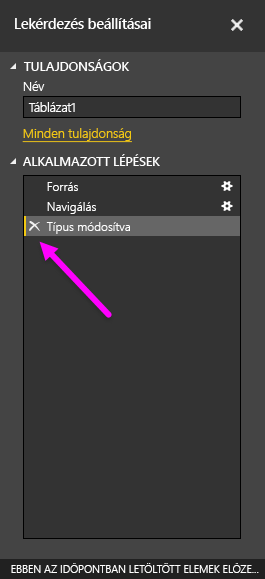 Lekérdezés beállításai
TULAJDONSÁGOK
Név
Táblázat1
Minden tulajdonság
ALKALMAZOTT LÉPÉSEK
Forrás
Navigálás
Típus módosítva
EBBEN AZ IDŐPONTBAN LETÖLTÖTT ELEMEK ELŐZE...